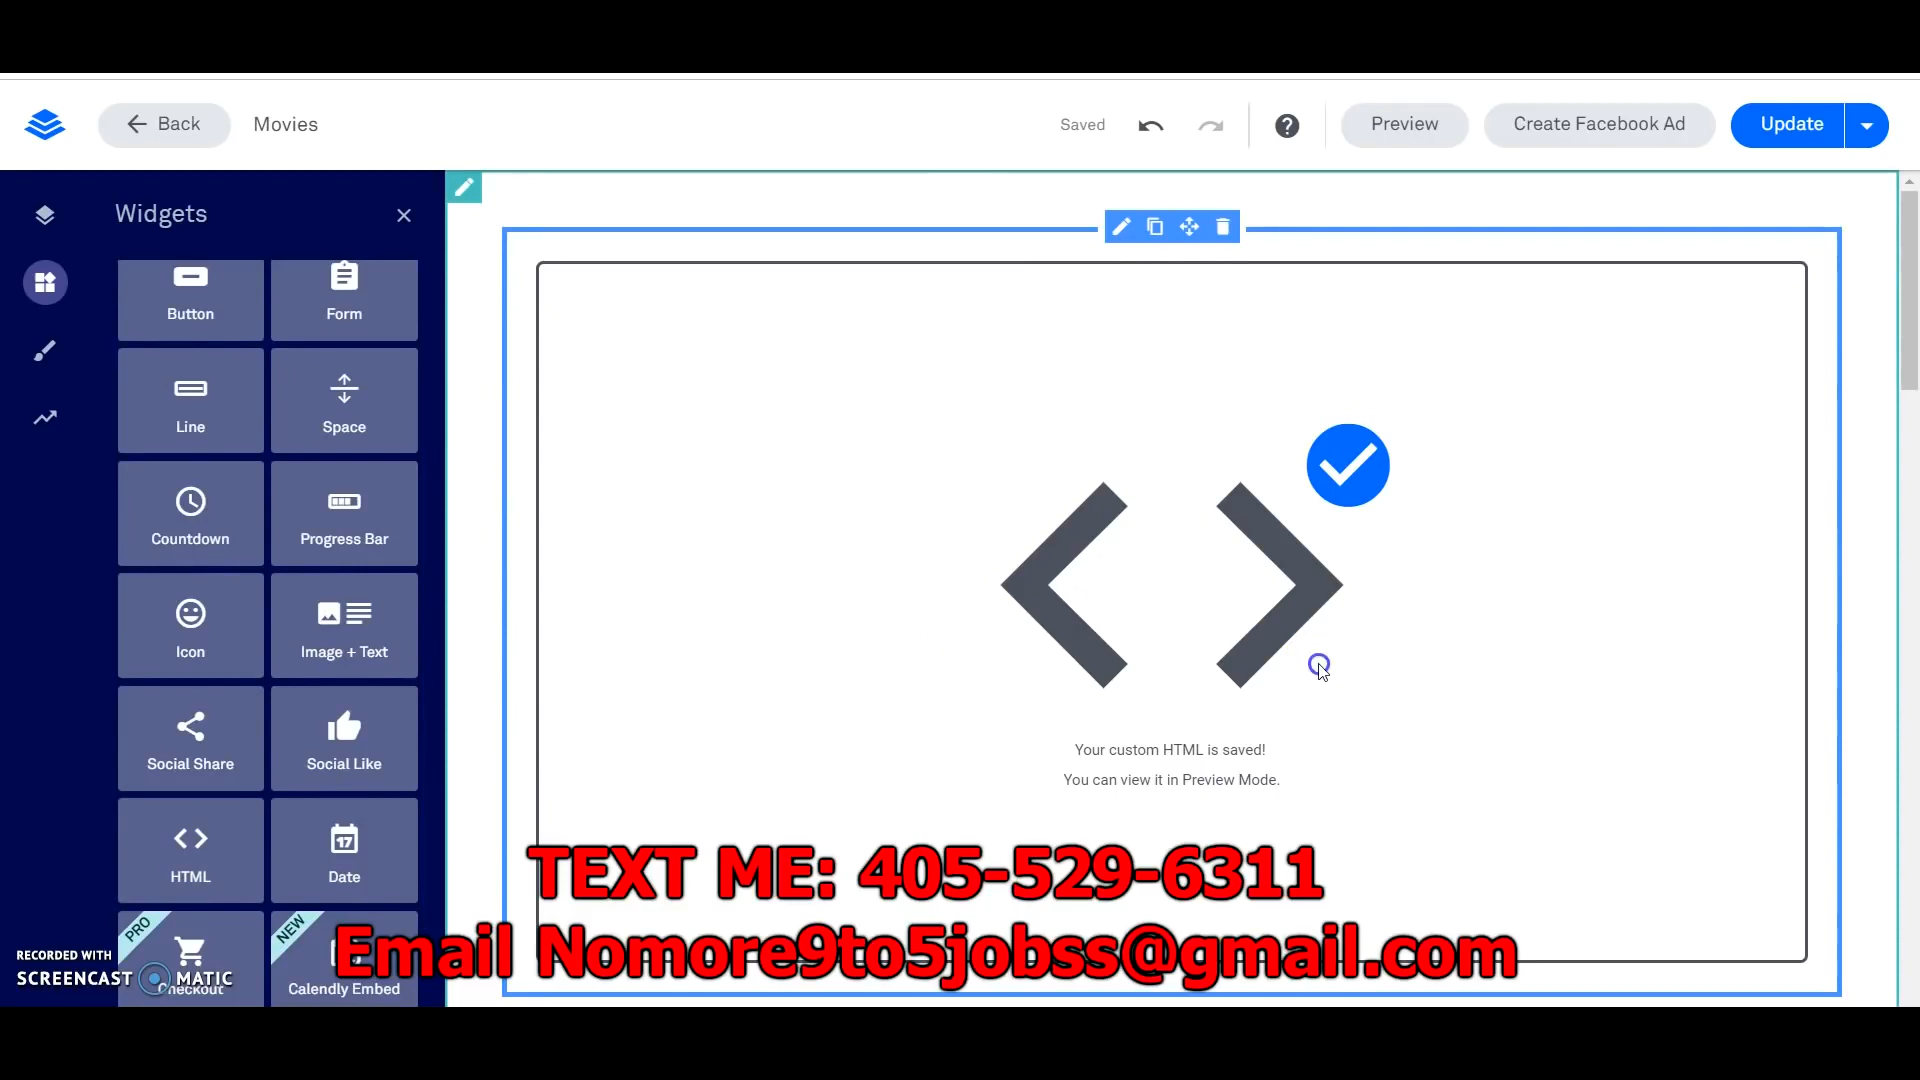 Back
Movies
Saved
Preview
Create Facebook Ad
Update
Widgets
Button
Form
Line
Space
Countdown
Progress Bar
Icon
Image + Text
Social Share
Social Like
HTML
Date
17
PRO
Checkout
NEW
Calendly Embed
Your custom HTML is saved!
You can view it in Preview Mode.
TEXT ME: 405-529-6311
Email Nomore9to5jobss@gmail.com
RECORDED WITH
SCREENCAST MATIC